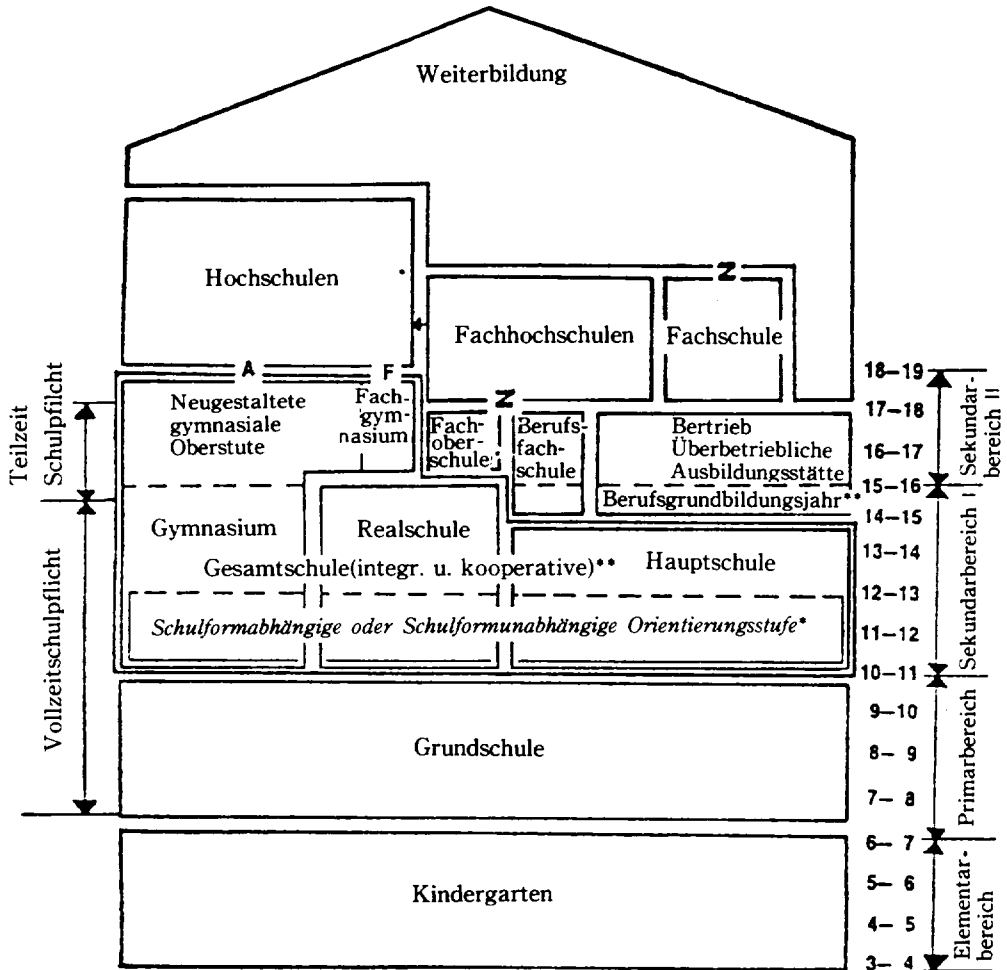 Weiterbildung
Hochschulen
Fachhochschulen
Fachschule
N
A
F
N
Neugestaltete
gymnasiale
Oberstute
Fach-
gym-
nasium
Fach-
ober-
schule
Berufs-
fach-
schule
Bertrieb
Überbetriebliche
Ausbildungsstätte
Berufsgrundbildungsjahr**
Gymnasium
Realschule
Hauptschule
Gesamtschule(integr. u. kooperative)**
Schulformabhängige oder Schulformunabhängige Orientierungsstufe*
Grundschule
Kindergarten
Teilzeit
Schulpfilcht
Vollzeitschulpflicht
18–19
17–18
16–17
15–16
14–15
13–14
12–13
11–12
10–11
9–10
8– 9
7– 8
6– 7
5– 6
4– 5
3– 4
Sekundar-
bereich II
Sekundarbereich I
Primarbereich
Elementar-
bereich